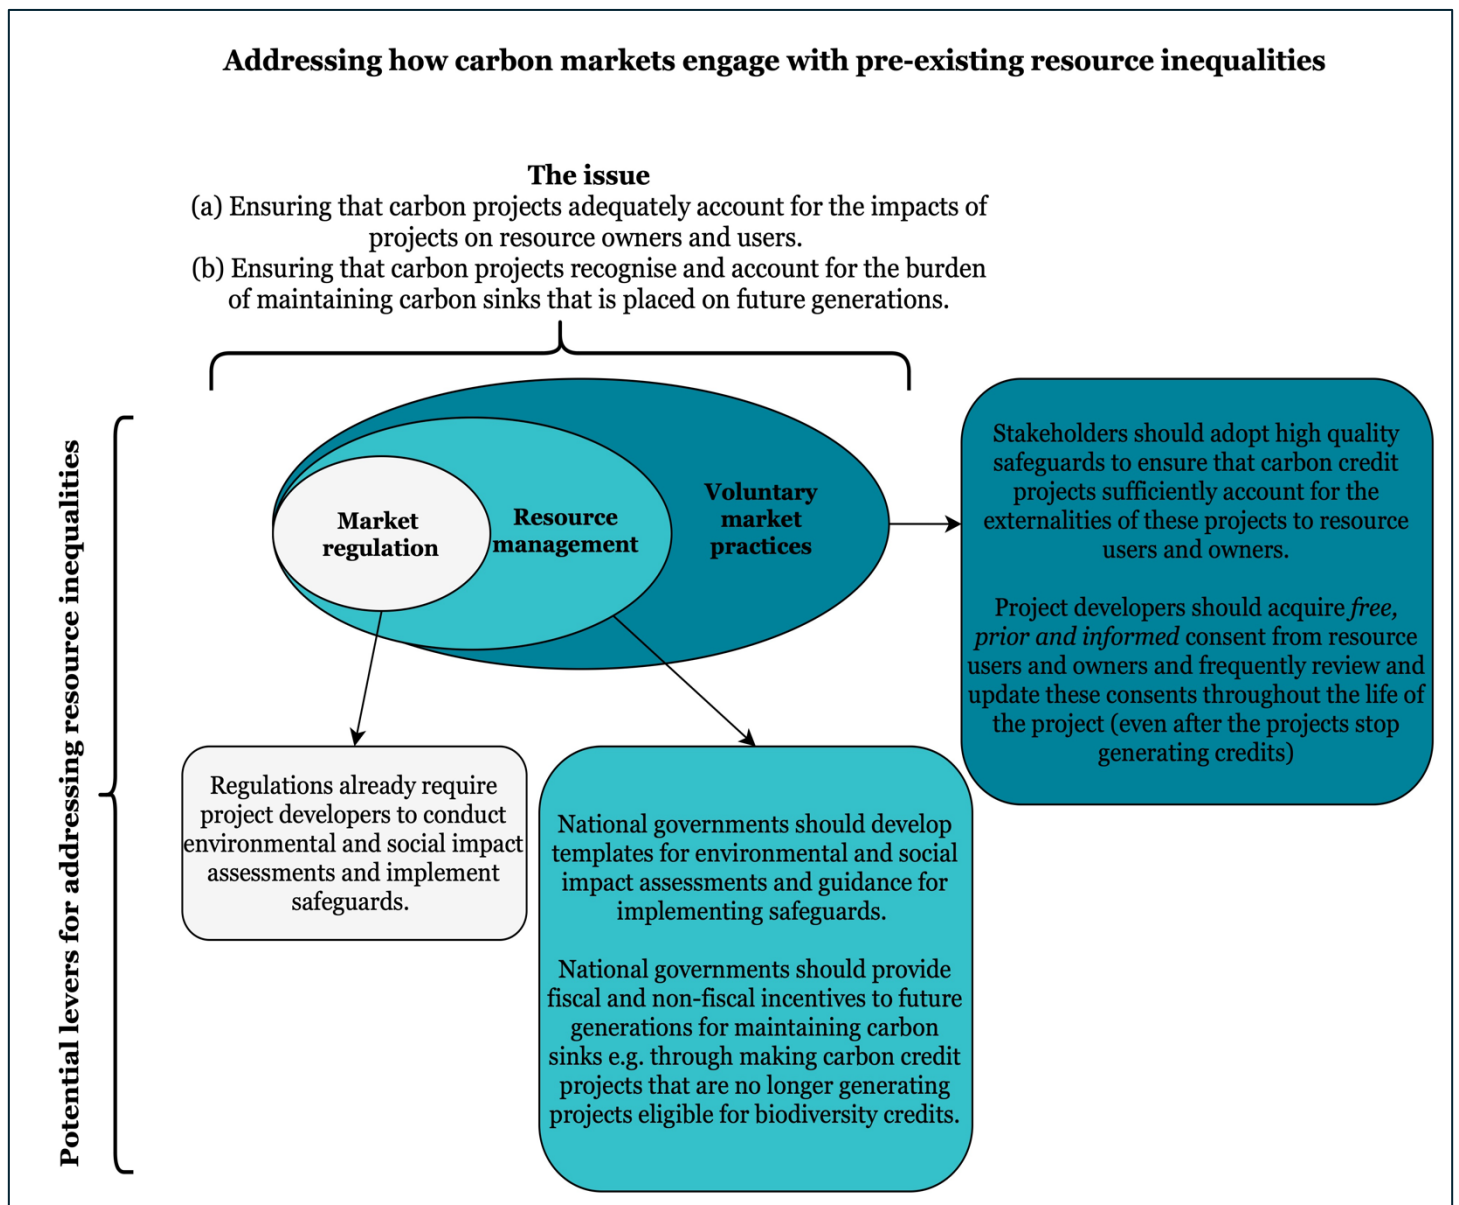 Addressing how carbon markets engage with pre-existing resource inequalities
The issue
(a) Ensuring that carbon projects adequately account for the impacts of
projects on resource owners and users.
(b) Ensuring that carbon projects recognise and account for the burden
of maintaining carbon sinks that is placed on future generations.
Potential levers for addressing resource inequalities
Market
regulation
Resource
management
Voluntary
market
practices
Stakeholders should adopt high quality
safeguards to ensure that carbon credit
projects sufficiently account for the
externalities of these projects to resource
users and owners.
Project developers should acquire free,
prior and informed consent from resource
users and owners and frequently review and
update these consents throughout the life of
the project (even after the projects stop
generating credits)
Regulations already require
project developers to conduct
environmental and social impact
assessments and implement
safeguards.
National governments should develop
templates for environmental and social
impact assessments and guidance for
implementing safeguards.
National governments should provide
fiscal and non-fiscal incentives to future
generations for maintaining carbon
sinks e.g. through making carbon credit
projects that are no longer generating
projects eligible for biodiversity credits.